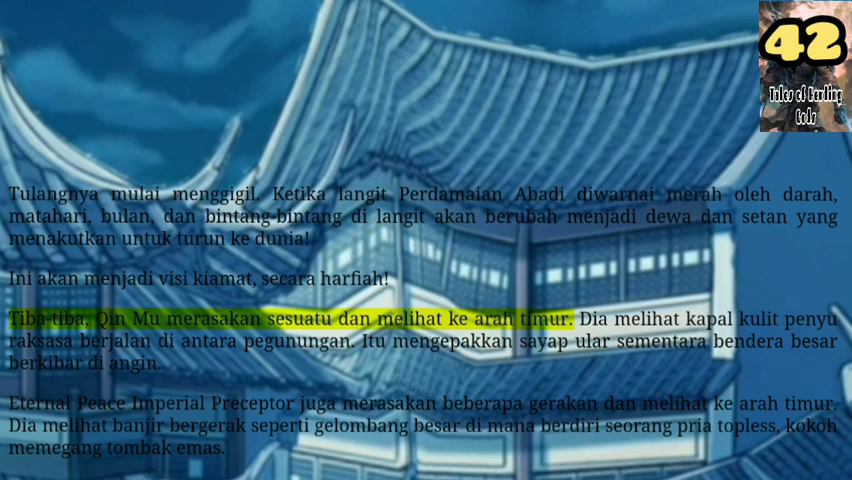 42
Tales of Herding
Gods
Tulangnya mulai menggigil. Ketika langit Perdamaian Abadi diwarnai merah oleh darah,
matahari, bulan, dan bintang-bintang di langit akan berubah menjadi dewa dan setan yang
menakutkan untuk turun ke dunia!
Ini akan menjadi visi kiamat, secara harfiah!
Tiba-tiba, Qin Mu merasakan sesuatu dan melihat ke arah timur. Dia melihat kapal kulit penyu
raksasa berjalan di antara pegunungan. Itu mengepakkan sayap ular sementara bendera besar
berkibar di angin.
Eternal Peace Imperial Preceptor juga merasakan beberapa gerakan dan melihat ke arah timur.
Dia melihat banjir bergerak seperti gelombang besar di mana berdiri seorang pria topless, kokoh
memegang tombak emas.